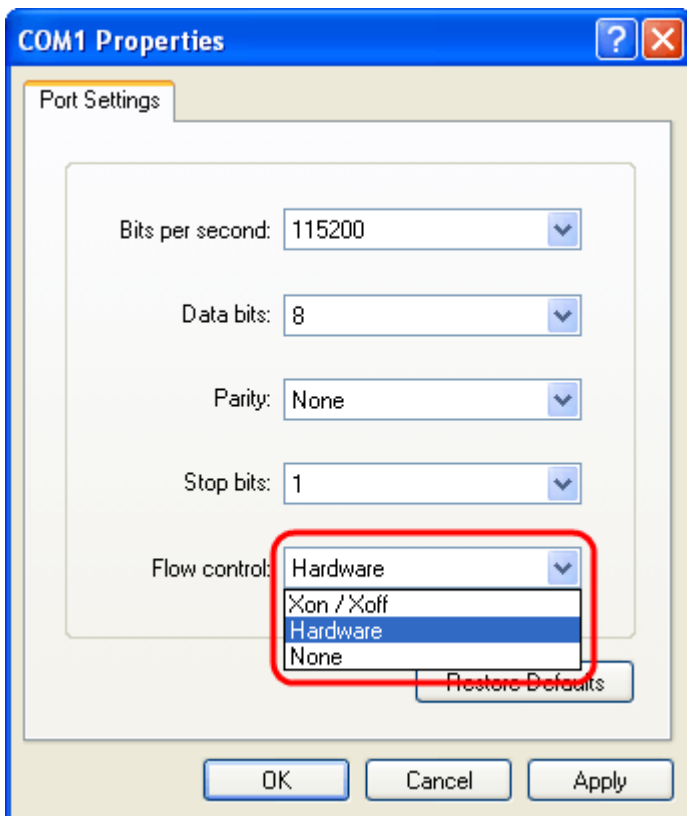 COM1 Properties
Port Settings
Bits per second: 115200
Data bits: 8
Parity: None
Stop bits: 1
Flow control: Hardware
Xon / Xoff
Hardware
None
Restore Defaults
OK Cancel Apply